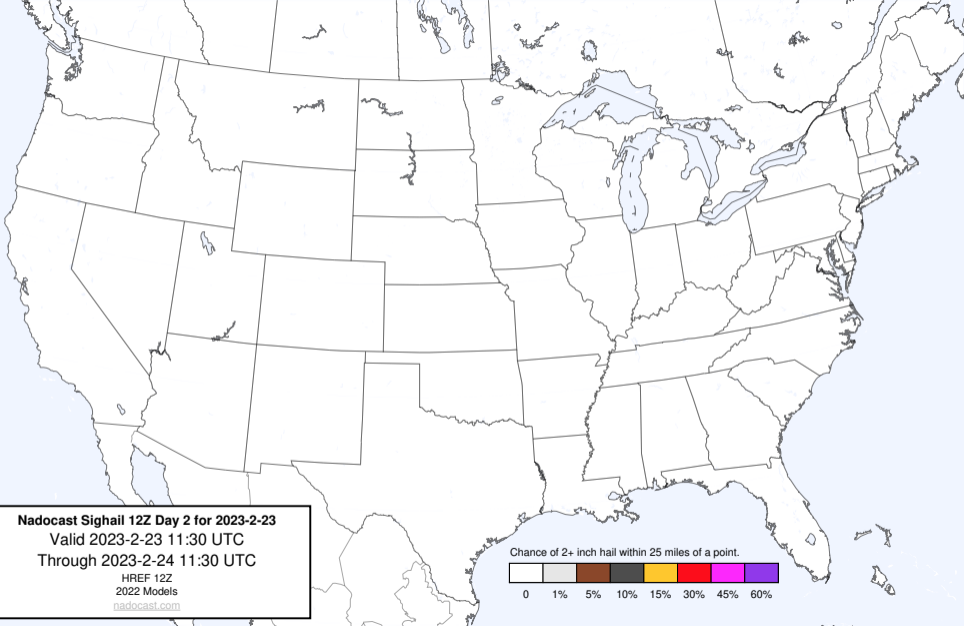 Nadocast Sighail 12Z Day 2 for 2023-2-23
Valid 2023-2-23 11:30 UTC
Through 2023-2-24 11:30 UTC
HREF 12Z
2022 Models
nadocast.com
Chance of 2+ inch hail within 25 miles of a point.
0 1% 5% 10% 15% 30% 45% 60%